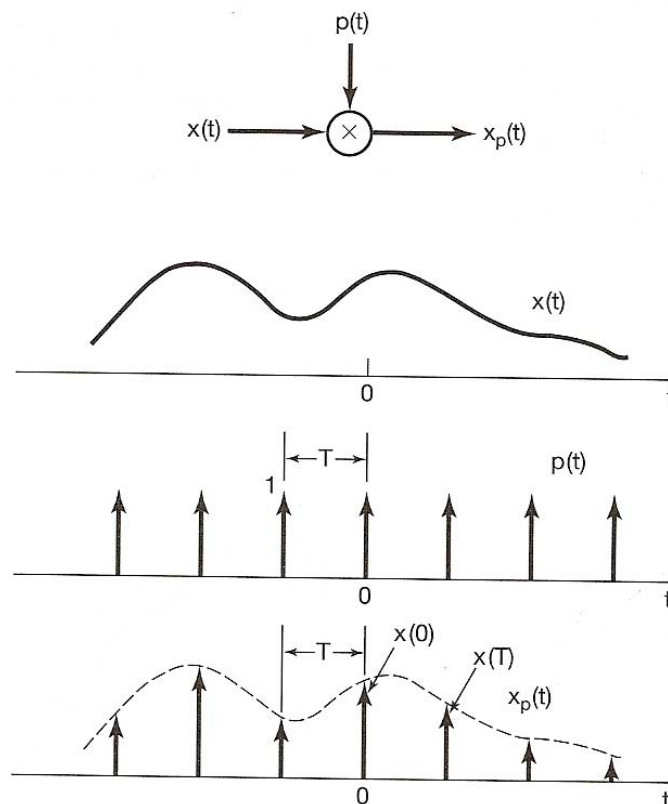 p(t)
x(t) × x_p(t)
x(t)
0
T p(t)
1
0 t
T x(0)
x(T)
x_p(t)
0 t